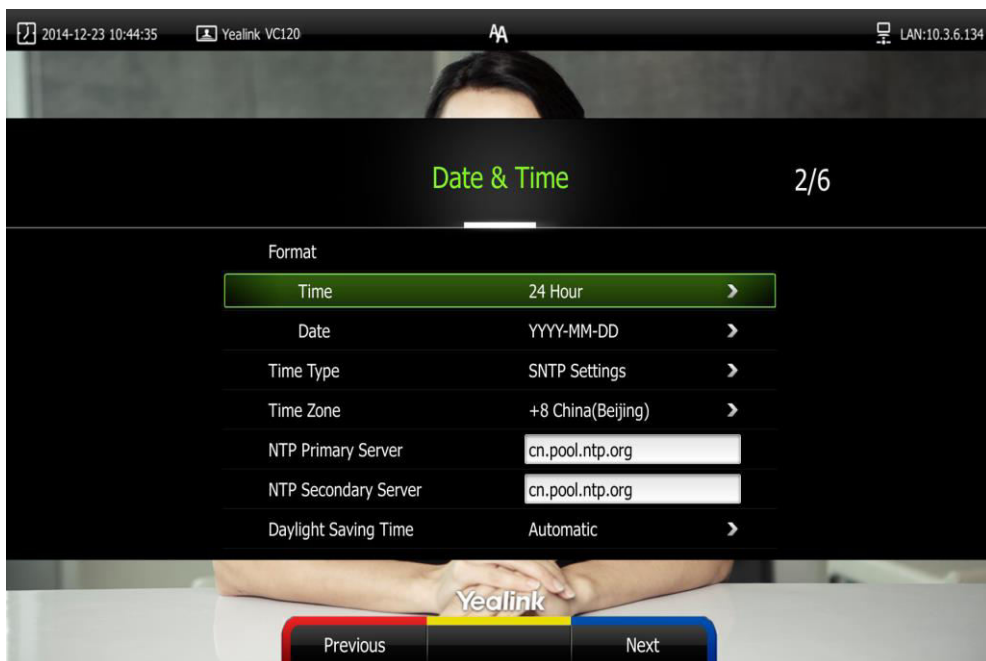 2014-12-23 10:44:35 Yealink VC120 AA LAN:10.3.6.134
Date & Time 2/6
Format
Time 24 Hour
Date YYYY-MM-DD
Time Type SNTP Settings
Time Zone +8 China(Beijing)
NTP Primary Server cn.pool.ntp.org
NTP Secondary Server cn.pool.ntp.org
Daylight Saving Time Automatic
Yealink
Previous Next